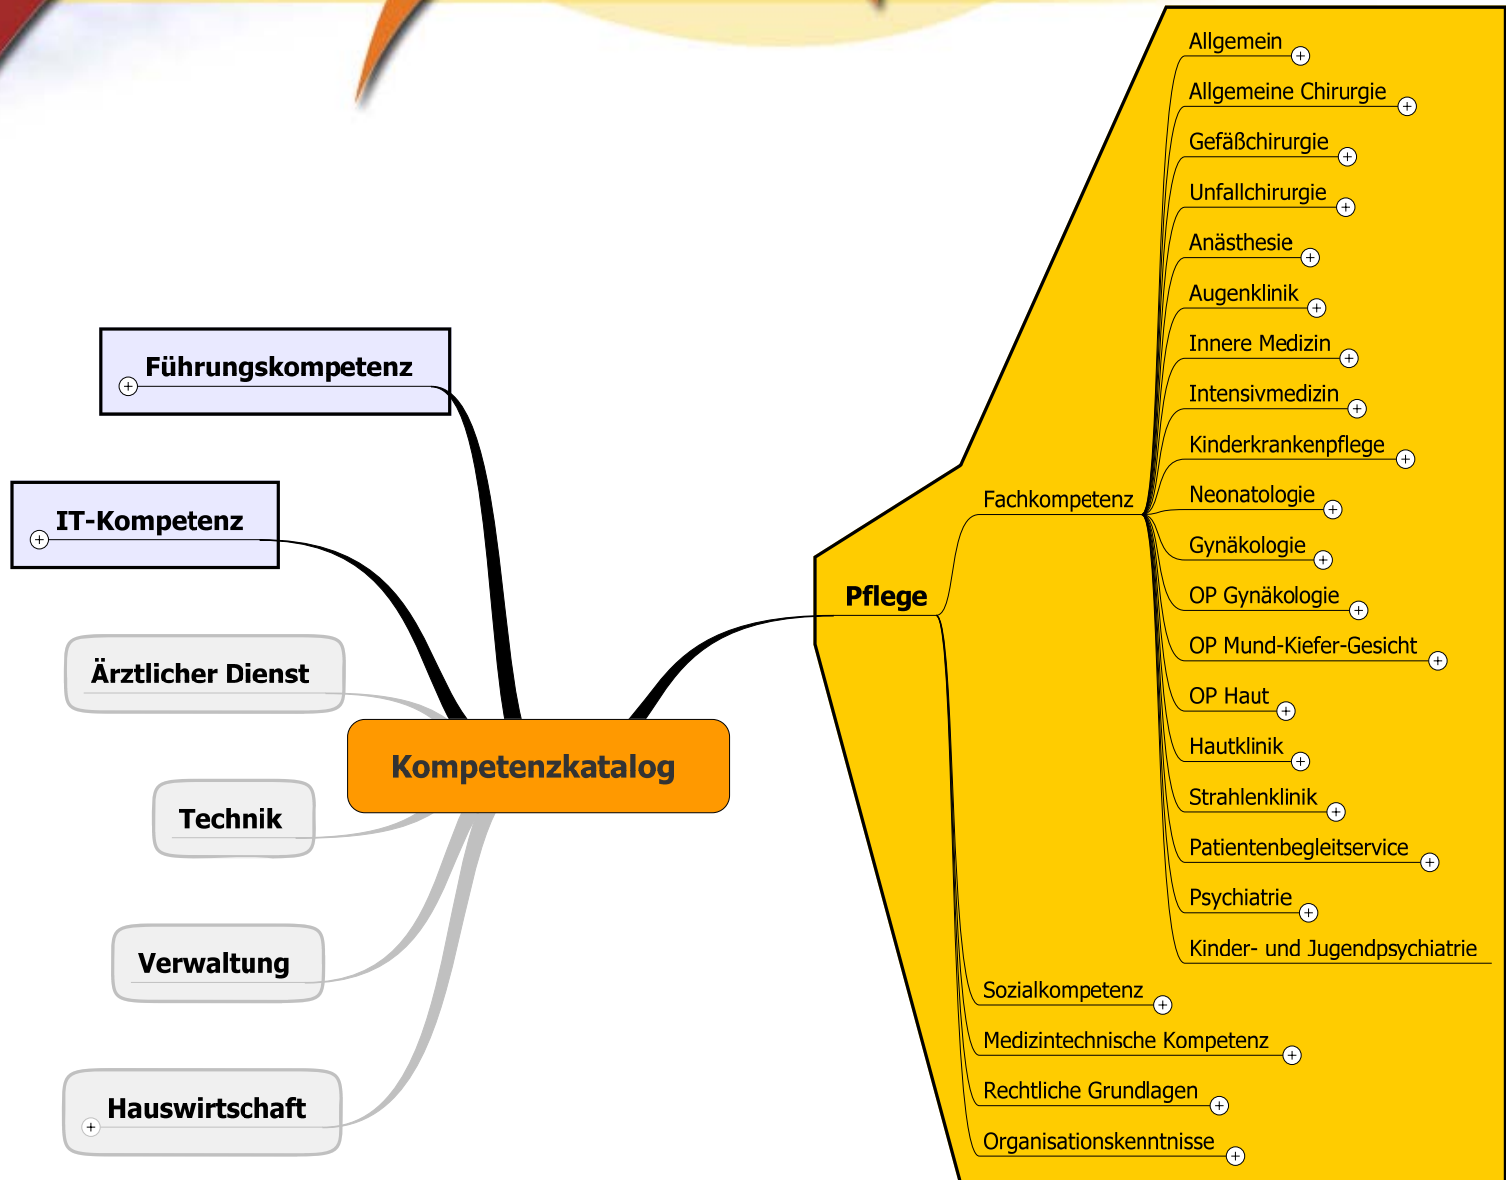 Führungskompetenz
IT-Kompetenz
Ärztlicher Dienst
Technik
Verwaltung
Hauswirtschaft
Kompetenzkatalog
Pflege
Fachkompetenz
Allgemein
Allgemeine Chirurgie
Gefäßchirurgie
Unfallchirurgie
Anästhesie
Augenklinik
Innere Medizin
Intensivmedizin
Kinderkrankenpflege
Neonatologie
Gynäkologie
OP Gynäkologie
OP Mund-Kiefer-Gesicht
OP Haut
Hautklinik
Strahlenklinik
Patientenbegleitservice
Psychiatrie
Kinder- und Jugendpsychiatrie
Sozialkompetenz
Medizintechnische Kompetenz
Rechtliche Grundlagen
Organisationskenntnisse